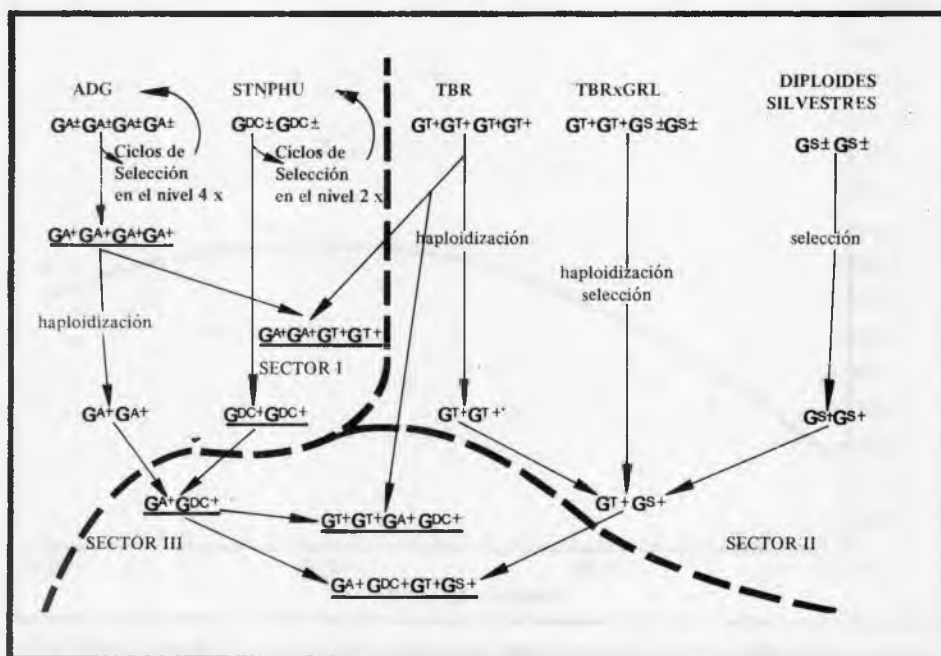 ADG
STNPHU
TBR
TBRxGRL
DIPLOIDES
SILVESTRES
GA±GA±GA±GA±
GDC±GDC±
GT+GT+GT+GT+
GT+GT+GS±GS±
GS±GS±
Ciclos de
Selección
en el nivel 4 x
Ciclos de
Selección
en el nivel 2 x
GA+GA+GA+GA+
haploidización
haploidización
haploidización
selección
selección
GA+GA+GT+GT+
SECTOR I
GA+GA+
GDC+GDC+
GT+GT+
GS+GS+
GA+GDC+
GT+GT+GA+GDC+
GT+GS+
SECTOR III
SECTOR II
GA+GDC+GT+GS+